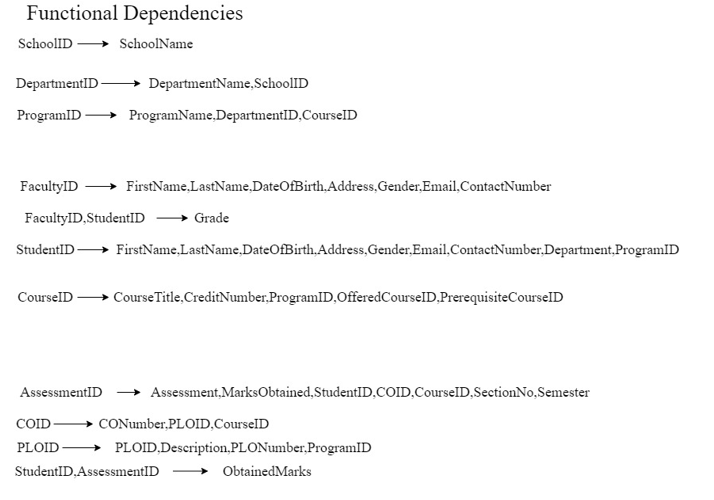 Functional Dependencies
SchoolID → SchoolName
DepartmentID → DepartmentName,SchoolID
ProgramID → ProgramName,DepartmentID,CourseID
FacultyID → FirstName,LastName,DateOfBirth,Address,Gender,Email,ContactNumber
FacultyID,StudentID → Grade
StudentID → FirstName,LastName,DateOfBirth,Address,Gender,Email,ContactNumber,Department,ProgramID
CourseID → CourseTitle,CreditNumber,ProgramID,OfferedCourseID,PrerequisiteCourseID
AssessmentID → Assessment,MarksObtained,StudentID,COID,CourseID,SectionNo,Semester
COID → CONumber,PLOID,CourseID
PLOID → PLOID,Description,PLONumber,ProgramID
StudentID,AssessmentID → ObtainedMarks